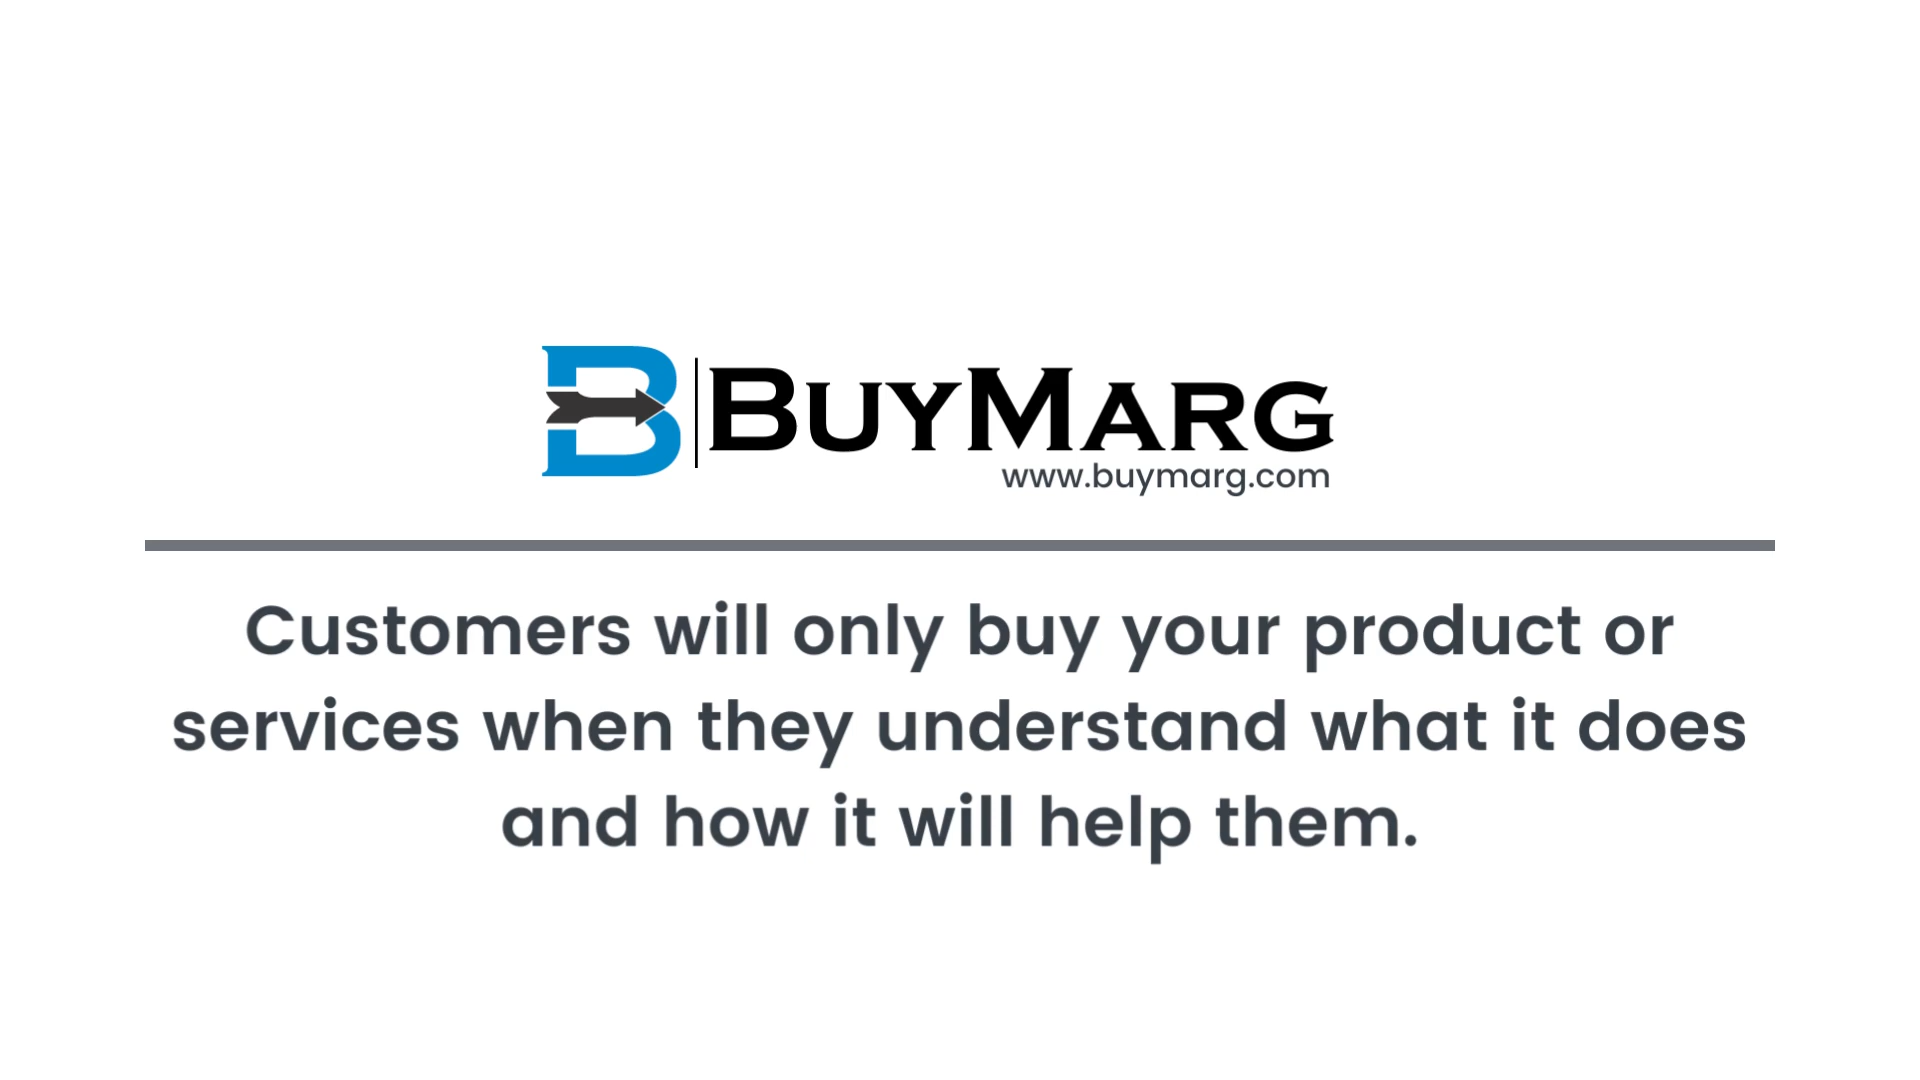 BUYMARG
www.buymarg.com
Customers will only buy your product or
services when they understand what it does
and how it will help them.